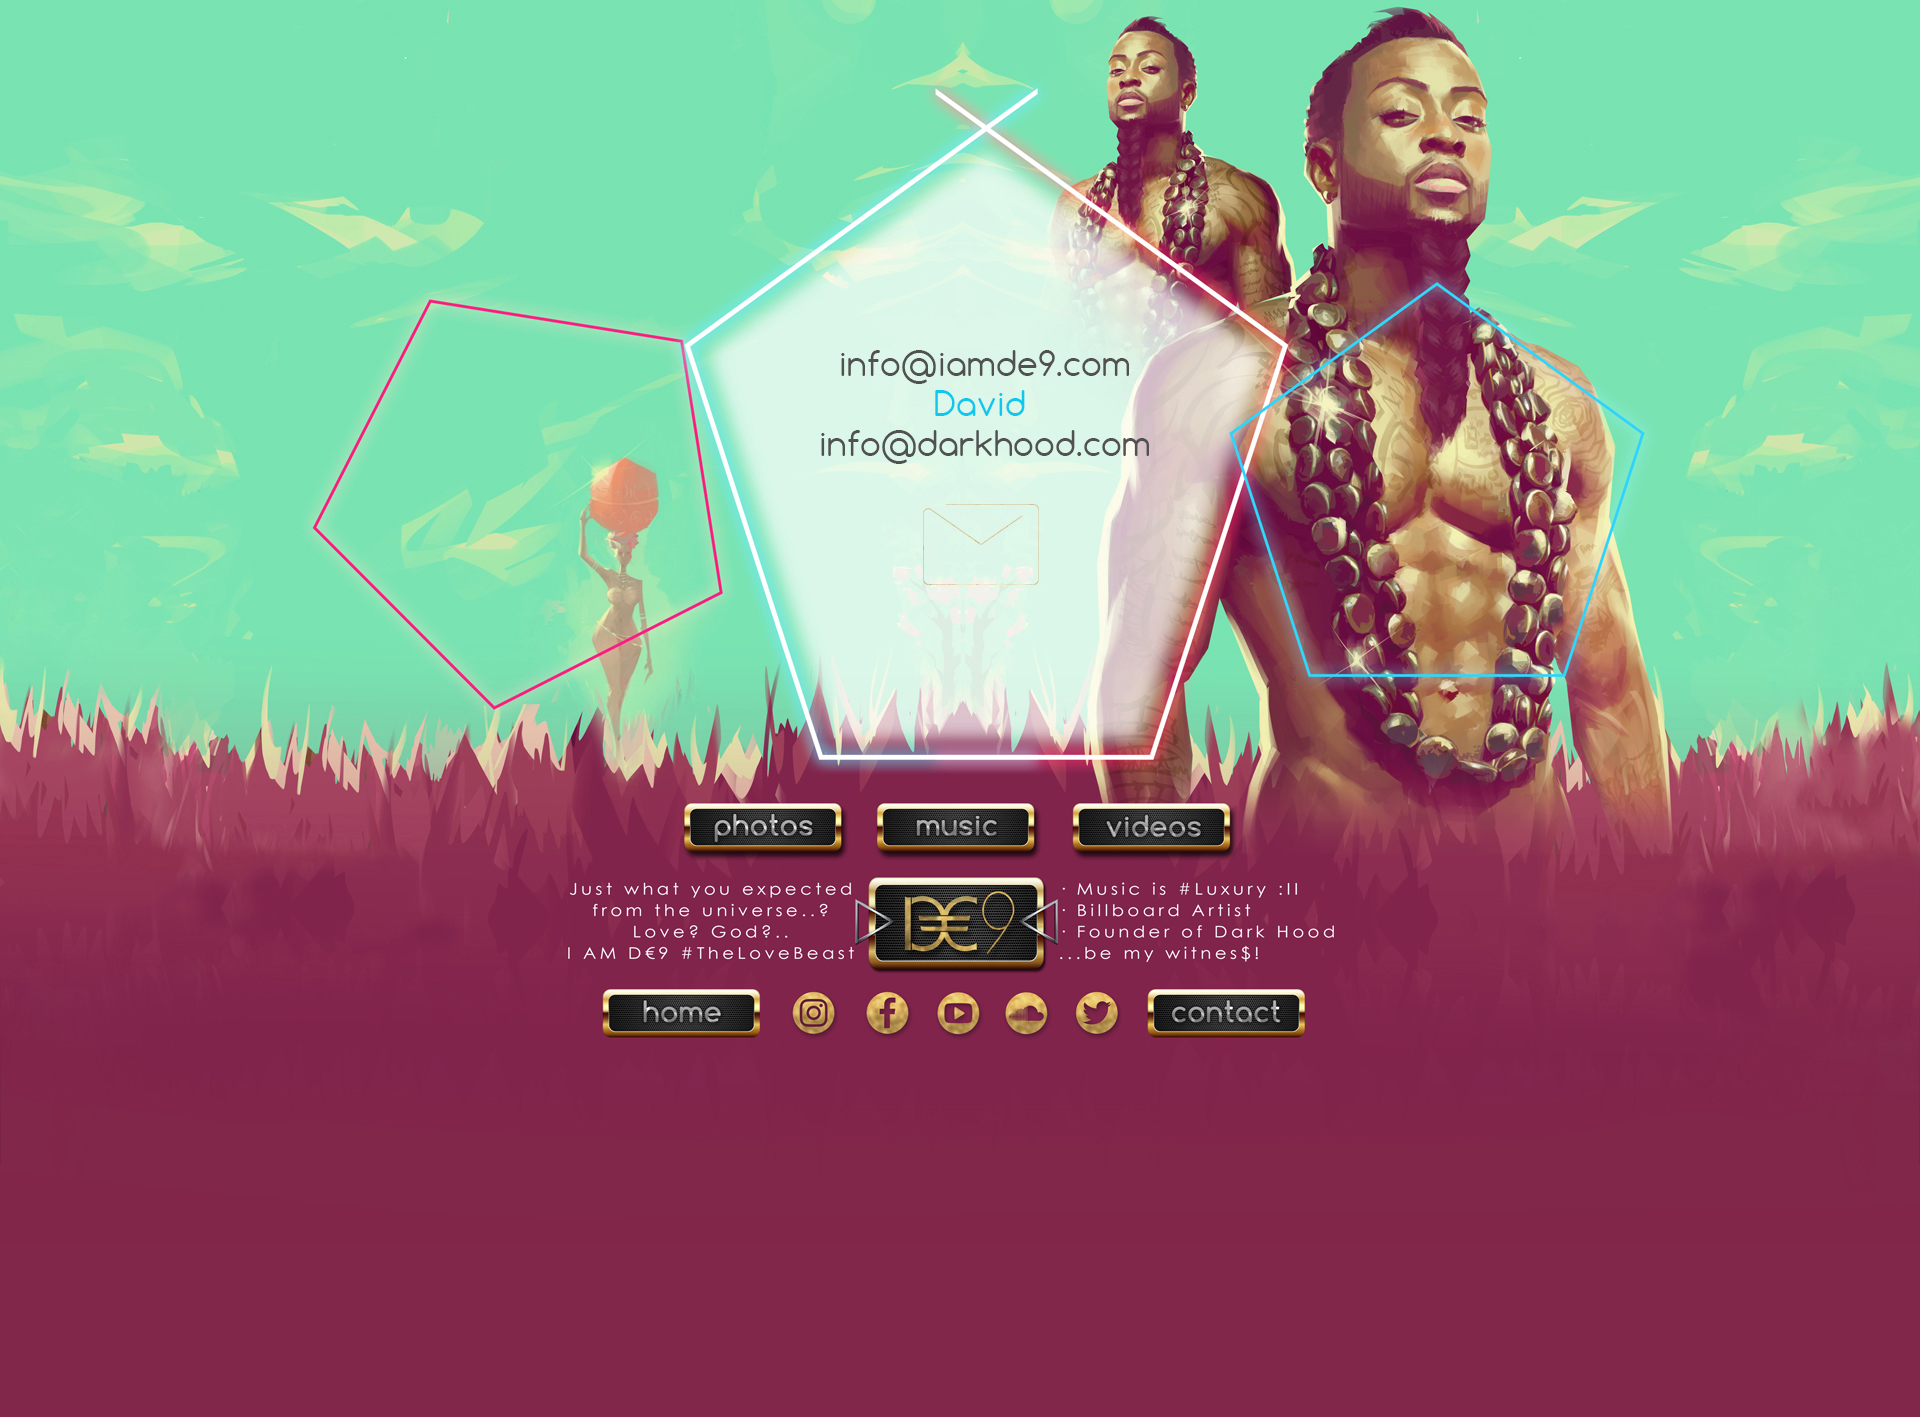 info@iamde9.com
David
info@darkhood.com
photos
music
videos
Just what you expected
from the universe..?
Love? God?..
I AM D€9 #TheLoveBeast
D€9
· Music is #Luxury :II
· Billboard Artist
· Founder of Dark Hood
...be my witnes$!
home
contact